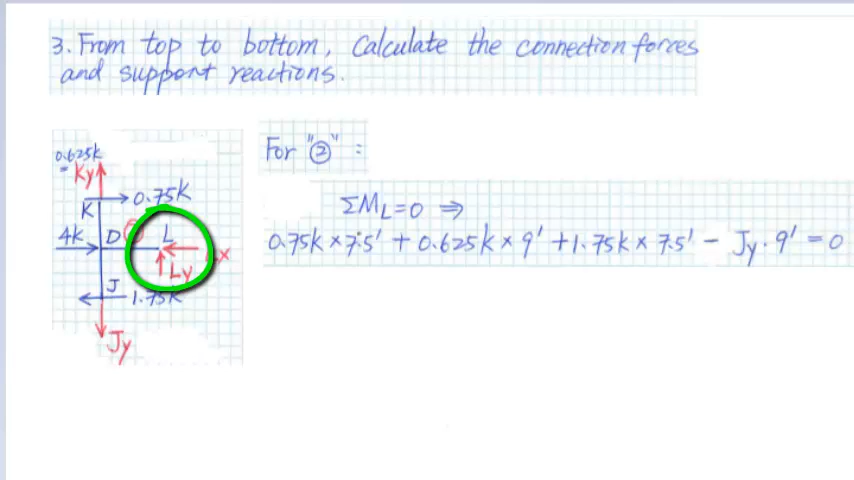 3. From top to bottom, Calculate the connection forces
and support reactions.
For "②" :
0.625k
=
Ky
0.75k
K
4k
D
L
Lx
Ly
J
1.75k
Jy
ΣM_L=0 ⇒
0.75k × 7.5' + 0.625k × 9' + 1.75k × 7.5' - Jy · 9' = 0